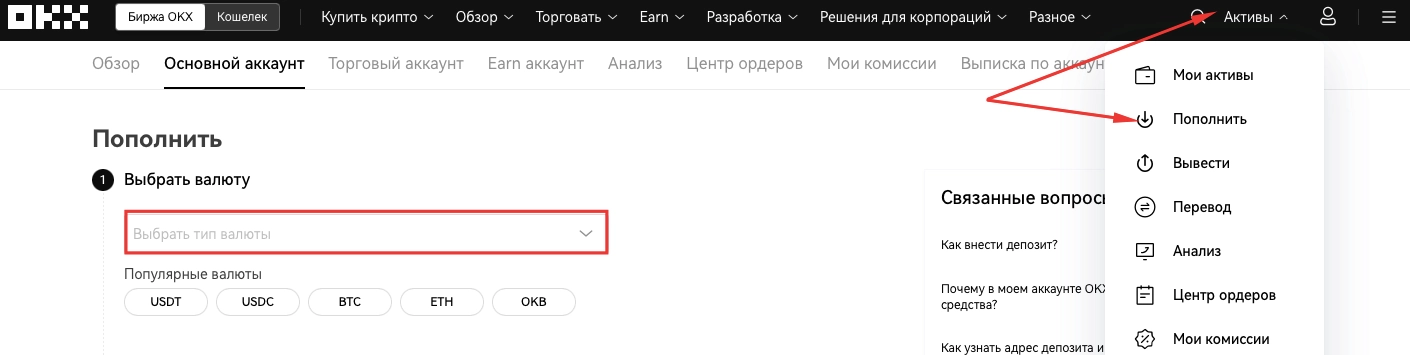 OKX Биржа OKX Кошелек Купить крипто Обзор Торговать Earn Разработка Решения для корпораций Разное Активы
Обзор Основной аккаунт Торговый аккаунт Earn аккаунт Анализ Центр ордеров Мои комиссии Выписка по аккаун
Пополнить
1 Выбрать валюту
Выбрать тип валюты
Популярные валюты
USDT USDC BTC ETH OKB
Связанные вопросы
Как внести депозит?
Почему в моем аккаунте OKX
средства?
Как узнать адрес депозита и
Мои активы
Пополнить
Вывести
Перевод
Анализ
Центр ордеров
Мои комиссии